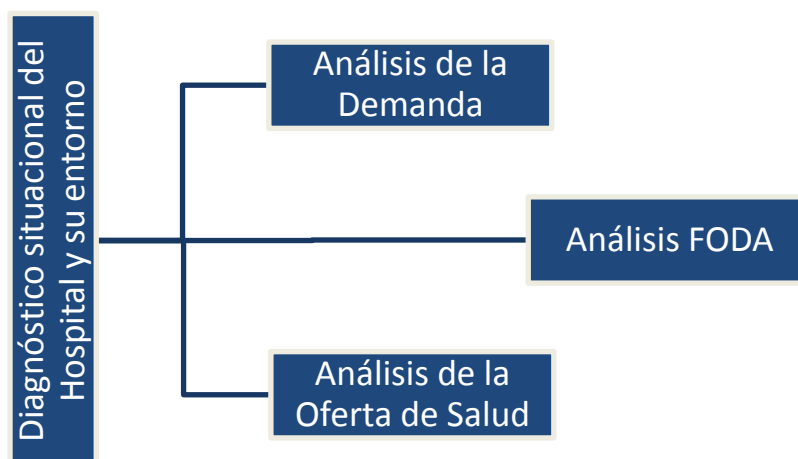 Diagnóstico situacional del
Hospital y su entorno
Análisis de la
Demanda
Análisis FODA
Análisis de la
Oferta de Salud